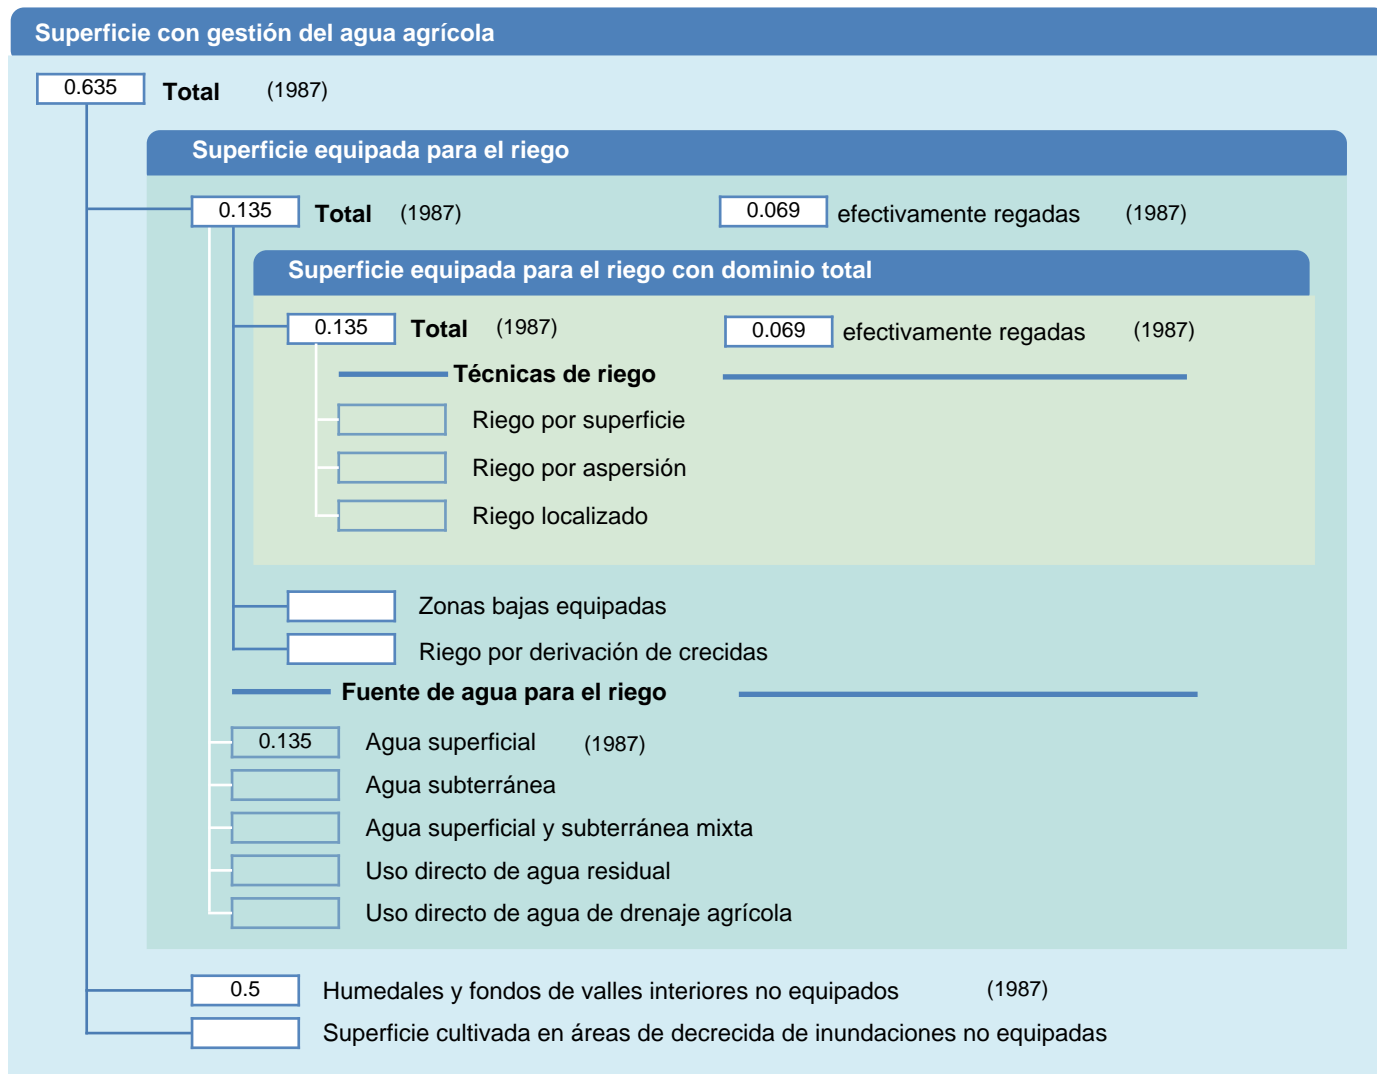 Superficie con gestión del agua agrícola
0.635 Total (1987)
Superficie equipada para el riego
0.135 Total (1987) 0.069 efectivamente regadas (1987)
Superficie equipada para el riego con dominio total
0.135 Total (1987) 0.069 efectivamente regadas (1987)
Técnicas de riego
Riego por superficie
Riego por aspersión
Riego localizado
Zonas bajas equipadas
Riego por derivación de crecidas
Fuente de agua para el riego
0.135 Agua superficial (1987)
Agua subterránea
Agua superficial y subterránea mixta
Uso directo de agua residual
Uso directo de agua de drenaje agrícola
0.5 Humedales y fondos de valles interiores no equipados (1987)
Superficie cultivada en áreas de decrecida de inundaciones no equipadas